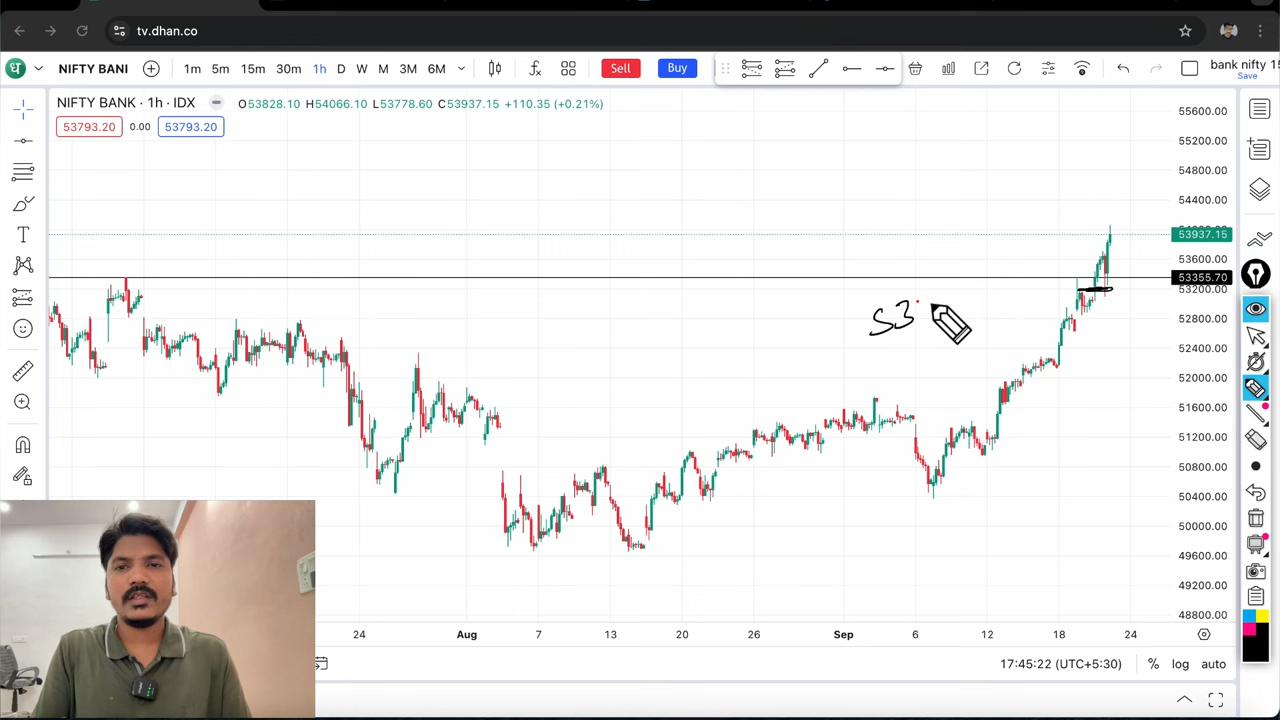 tv.dhan.co
NIFTY BANI 1m 5m 15m 30m 1h D W M 3M 6M Sell Buy bank nifty 15
Save
NIFTY BANK · 1h · IDX O53828.10 H54066.10 L53778.60 C53937.15 +110.35 (+0.21%)
53793.20 0.00 53793.20
55600.00
55200.00
54800.00
54400.00
53937.15
53600.00
53355.70
53200.00
53
52800.00
52400.00
52000.00
51600.00
51200.00
50800.00
50400.00
50000.00
49600.00
49200.00
48800.00
24 Aug 7 13 20 26 Sep 6 12 18 24
17:45:22 (UTC+5:30) % log auto